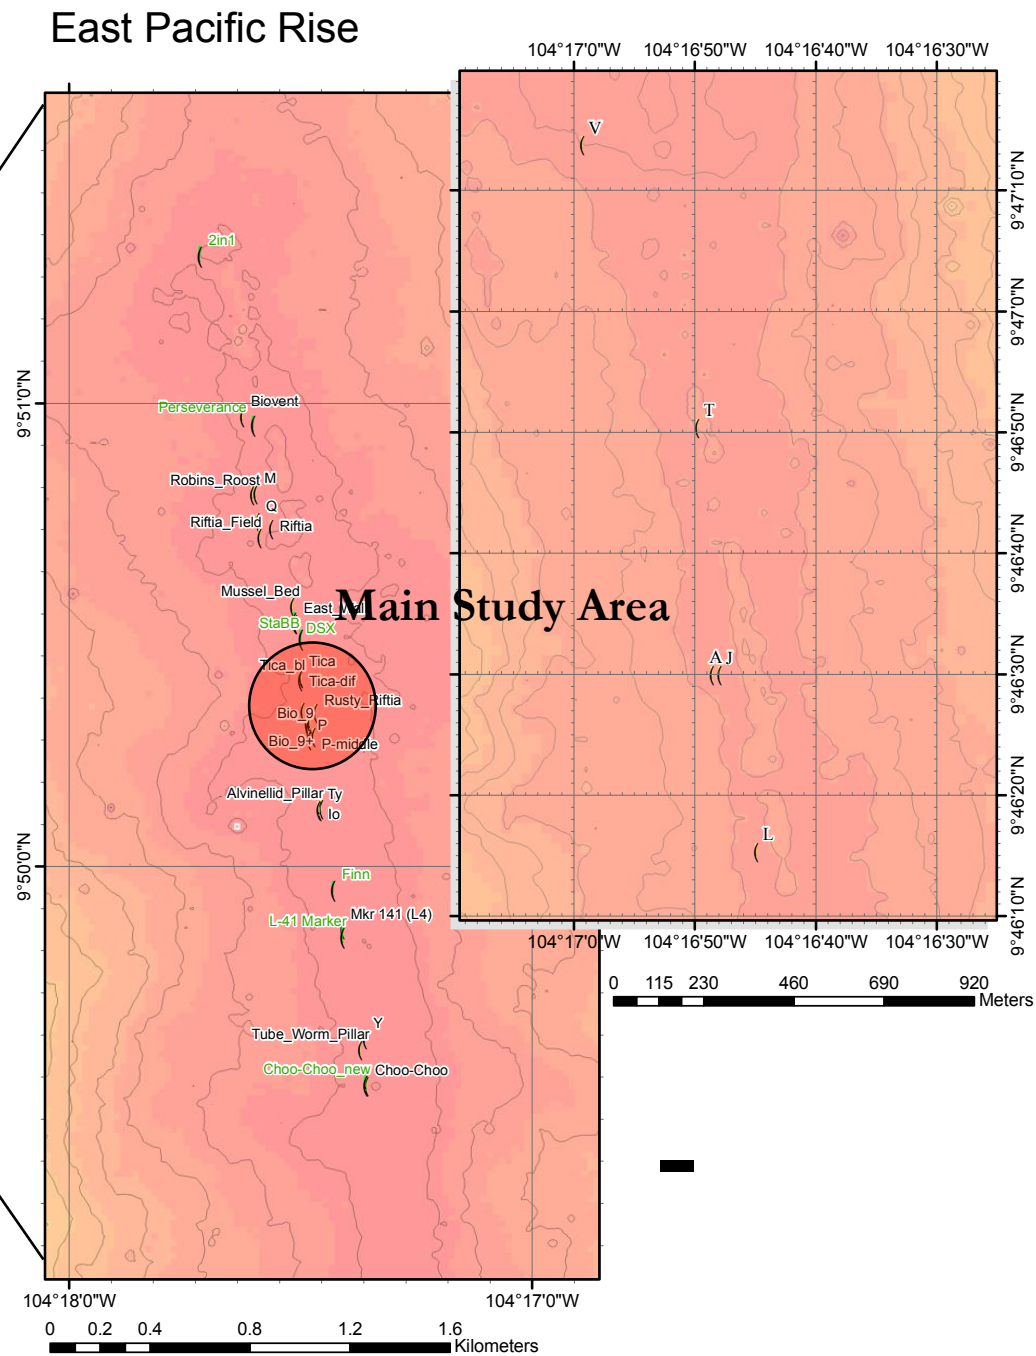 East Pacific Rise
104°17'0"W 104°16'50"W 104°16'40"W 104°16'30"W
V
9°47'10"N
2in1
9°47'0"N
Perseverance Biovent
9°51'0"N
T
9°46'50"N
Robins_Roost M
Q
Riftia_Field Riftia
9°46'40"N
Mussel_Bed
East_Wall
Main Study Area
StaBB DSX
Tica_bl Tica
A J
9°46'30"N
Tica-dif
Rusty_Riftia
Bio_9
P
Bio_9+ P-middle
Alvinellid_Pillar Ty
9°46'20"N
Io
L
9°50'0"N
Finn
L-41 Marker Mkr 141 (L4)
9°46'10"N
104°17'0"W 104°16'50"W 104°16'40"W 104°16'30"W
0 115 230 460 690 920
Meters
Y
Tube_Worm_Pillar
Choo-Choo_new Choo-Choo
104°18'0"W 104°17'0"W
0 0.2 0.4 0.8 1.2 1.6
Kilometers